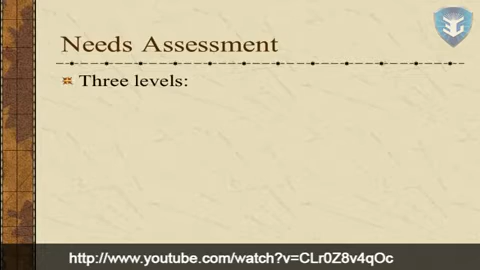 Needs Assessment
Three levels:
http://www.youtube.com/watch?v=CLr0Z8v4qOc